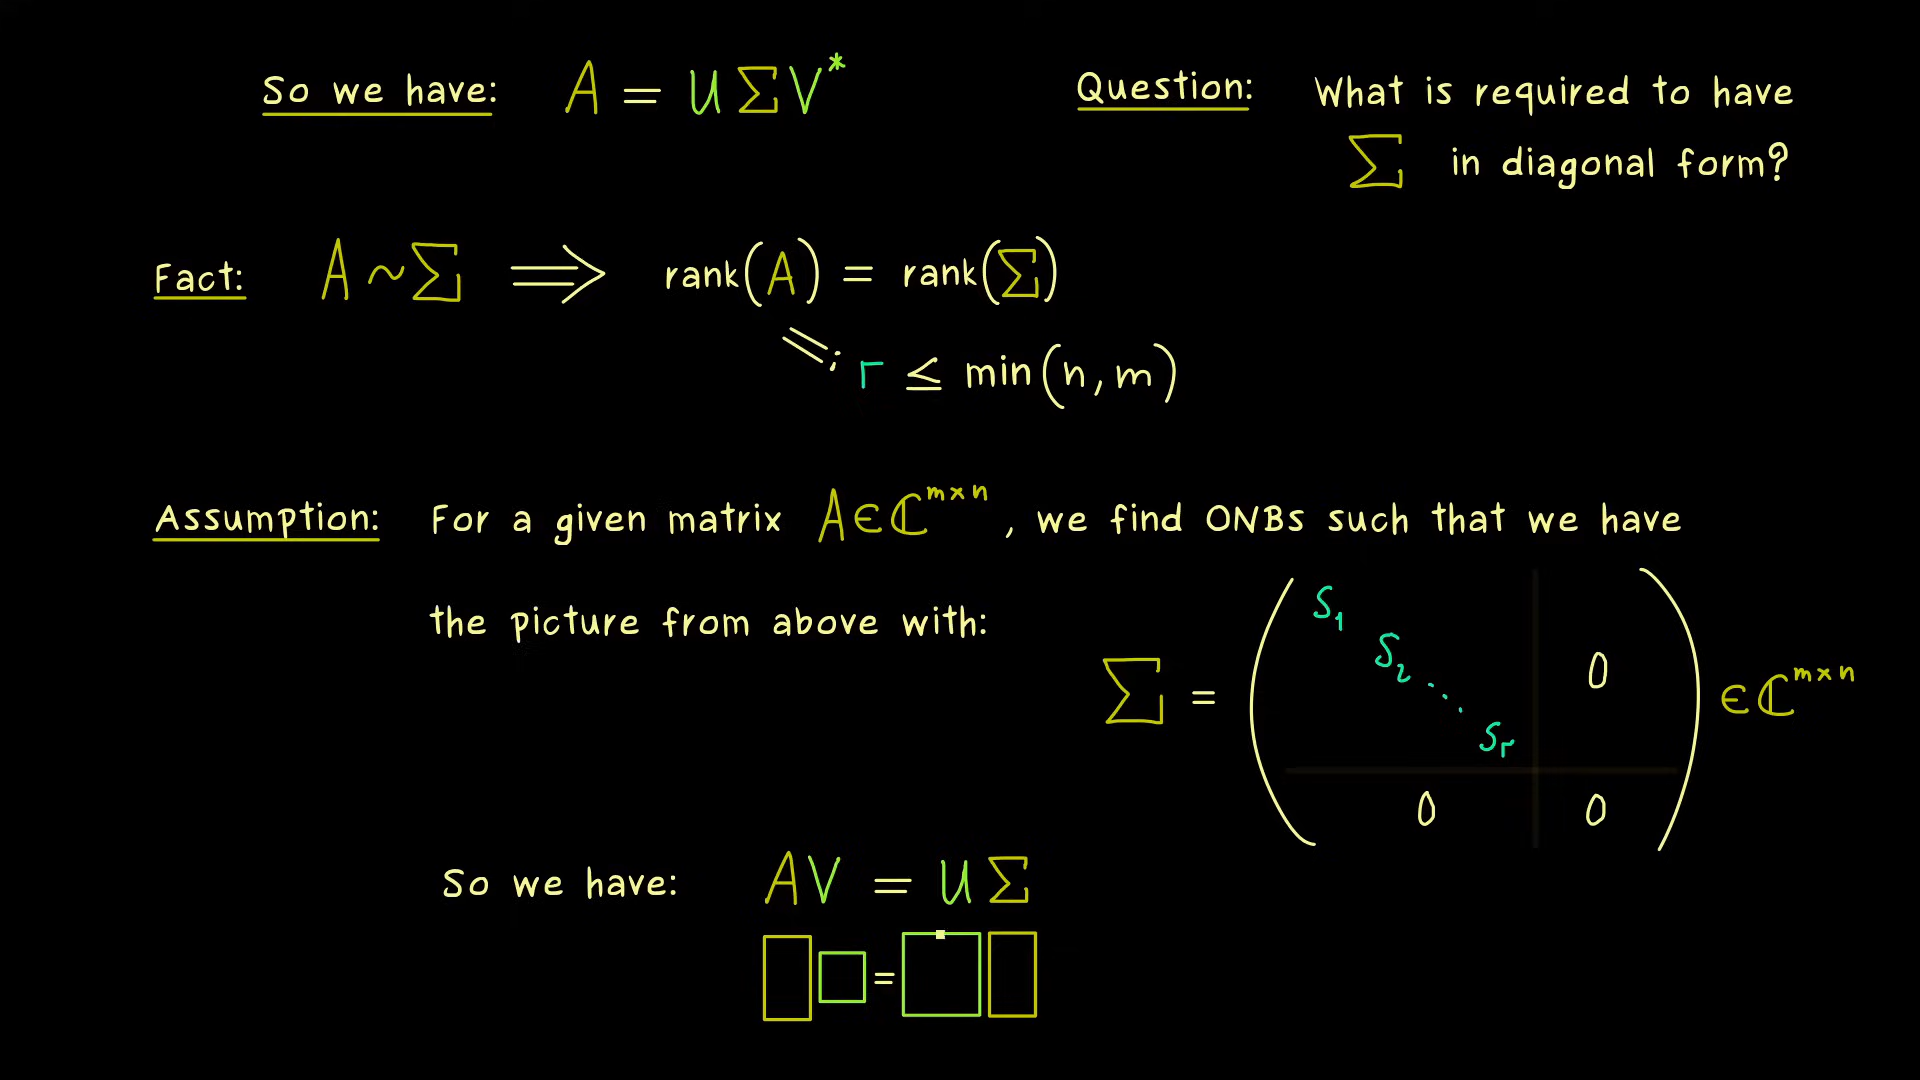 So we have: A = U Σ V*
Question: What is required to have
Σ in diagonal form?
Fact: A ~ Σ ⟹ rank(A) = rank(Σ)
=: r ≤ min(n, m)
Assumption: For a given matrix A ∈ ℂ^{m×n}, we find ONBs such that we have
the picture from above with:
Σ = ( s₁ s₂ ⋱ sᵣ 0 0 0 ) ∈ ℂ^{m×n}
So we have: AV = UΣ
=